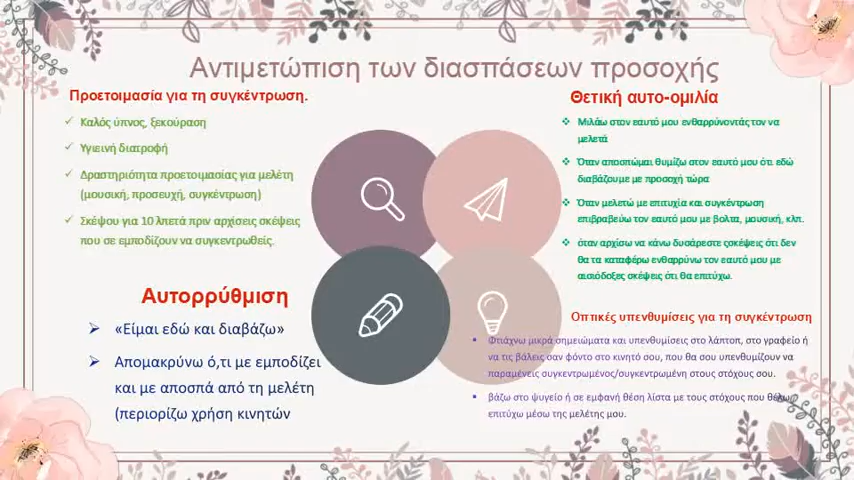 Αντιμετώπιση των διασπάσεων προσοχής
Προετοιμασία για τη συγκέντρωση.
Καλός ύπνος, ξεκούραση
Υγιεινή διατροφή
Δραστηριότητα προετοιμασίας για μελέτη
(μουσική, προσευχή, συγκέντρωση)
Σκέψου για 10 λπετά πριν αρχίσεις σκέψεις
που σε εμποδίζουν να συγκεντρωθείς.
Αυτορρύθμιση
«Είμαι εδώ και διαβάζω»
Απομακρύνω ό,τι με εμποδίζει
και με αποσπά από τη μελέτη
(περιορίζω χρήση κινητών
Θετική αυτο-ομιλία
Μιλάω στον εαυτό μου ενθαρρύνοντάς τον να
μελετά
Όταν αποσπώμαι θυμίζω στον εαυτό μου ότι εδώ
διαβάζουμε με προσοχή τώρα
Όταν μελετώ με επιτυχία και συγκέντρωση
επιβραβεύω τον εαυτό μου με βολτα, μουσική, κλπ.
όταν αρχίσω να κάνω δυσάρεστε ςσκέψεις ότι δεν
θα τα καταφέρω ενθαρρύνω τον εαυτό μου με
αισιόδοξες σκέψεις ότι θα επιτύχω.
Οπτικές υπενθυμίσεις για τη συγκέντρωση
Φτιάχνω μικρά σημειώματα και υπενθυμίσεις στο λάπτοπ, στο γραφείο ή
να τις βάλεις σαν φόντο στο κινητό σου, που θα σου υπενθυμίζουν να
παραμένεις συγκεντρωμένος/συγκεντρωμένη στους στόχους σου.
βάζω στο ψυγείο ή σε εμφανή θέση λίστα με τους στόχους που θέλω
επιτύχω μέσω της μελέτης μου.